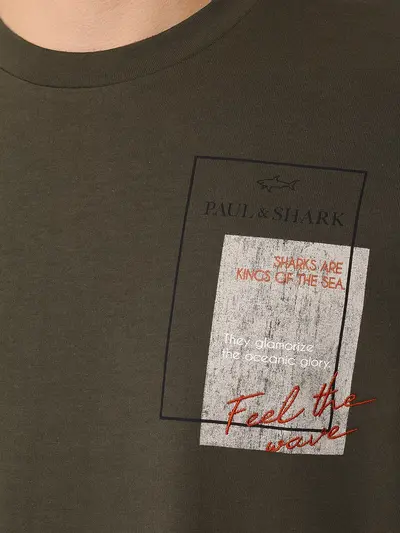 PAUL & SHARK
SHARKS ARE
KINGS OF THE SEA
They glamorize
the oceanic glory.
Feel the
wave